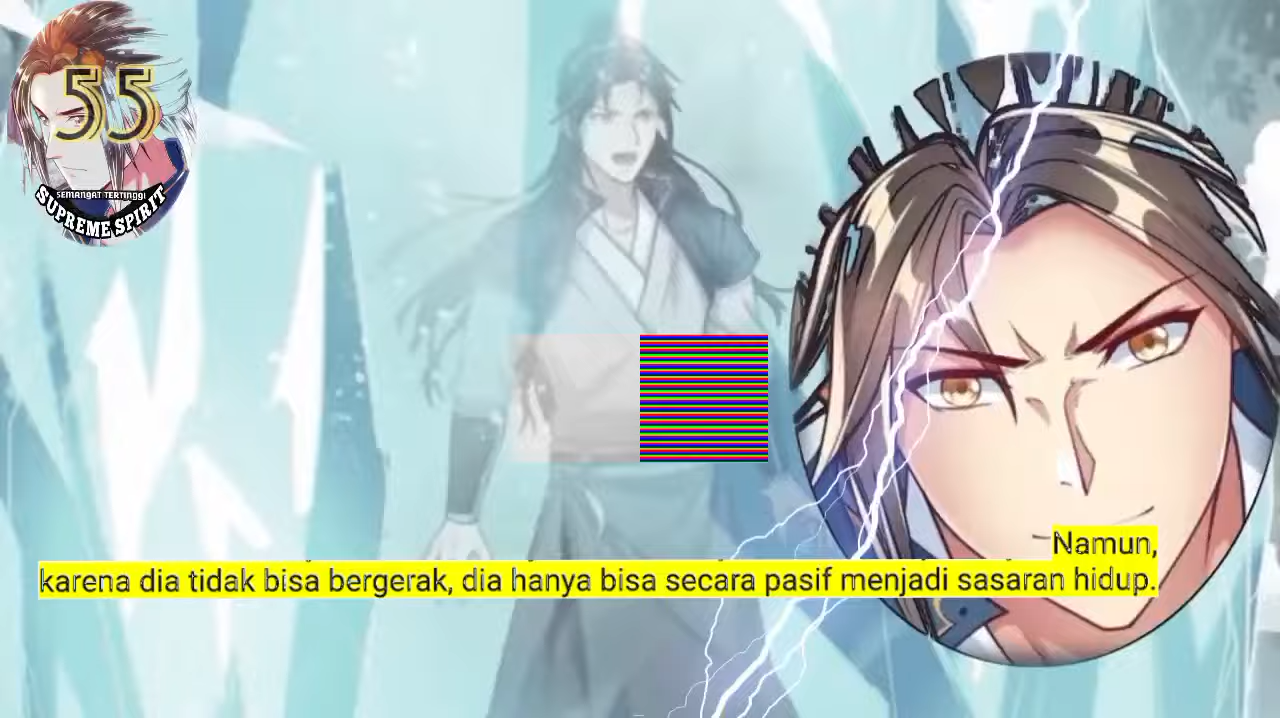 55
SEMANGAT TERTINGGI
SUPREME SPIRIT
Namun,
karena dia tidak bisa bergerak, dia hanya bisa secara pasif menjadi sasaran hidup.